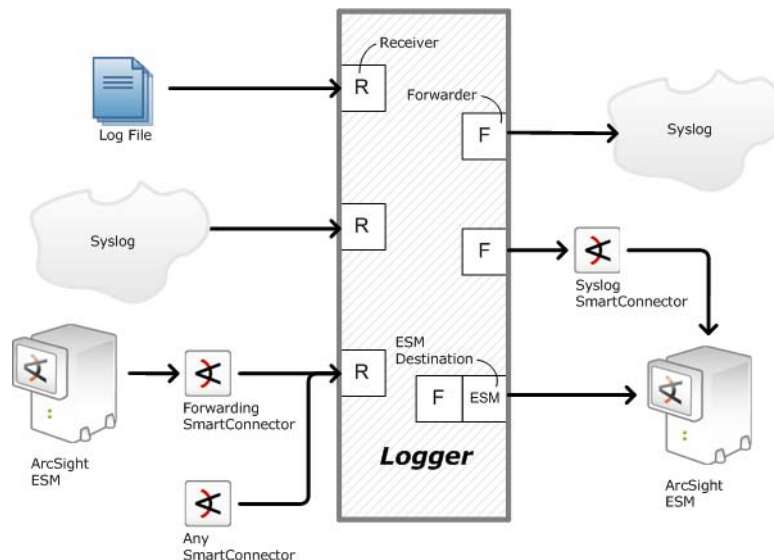 Receiver
R
Log File
Forwarder
F
Syslog
Syslog
R
F
Syslog
SmartConnector
ESM
Destination
R
F
ESM
Forwarding
SmartConnector
Logger
ArcSight
ESM
ArcSight
ESM
Any
SmartConnector